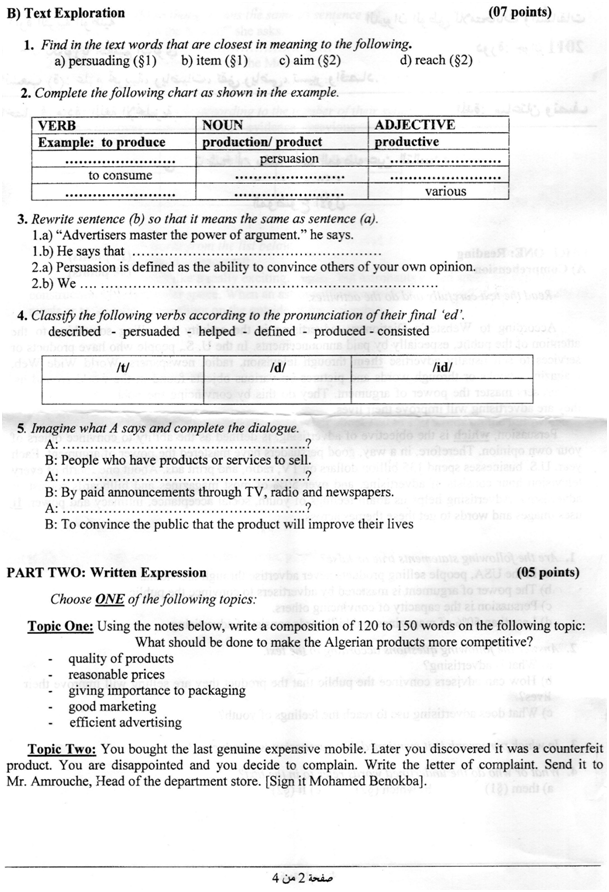 B) Text Exploration (07 points)
1. Find in the text words that are closest in meaning to the following.
a) persuading (§1) b) item (§1) c) aim (§2) d) reach (§2)
2. Complete the following chart as shown in the example.
VERB NOUN ADJECTIVE
Example: to produce production/ product productive
........................ persuasion ........................
to consume ........................ ........................
........................ ........................ various
3. Rewrite sentence (b) so that it means the same as sentence (a).
1.a) “Advertisers master the power of argument.” he says.
1.b) He says that ........................................................
2.a) Persuasion is defined as the ability to convince others of your own opinion.
2.b) We ........................................................................
4. Classify the following verbs according to the pronunciation of their final ‘ed’.
described - persuaded - helped - defined - produced - consisted
/t/ /d/ /id/
5. Imagine what A says and complete the dialogue.
A: ..................................................?
B: People who have products or services to sell.
A: ..................................................?
B: By paid announcements through TV, radio and newspapers.
A: ..................................................?
B: To convince the public that the product will improve their lives
PART TWO: Written Expression (05 points)
Choose ONE of the following topics:
Topic One: Using the notes below, write a composition of 120 to 150 words on the following topic:
What should be done to make the Algerian products more competitive?
- quality of products
- reasonable prices
- giving importance to packaging
- good marketing
- efficient advertising
Topic Two: You bought the last genuine expensive mobile. Later you discovered it was a counterfeit
product. You are disappointed and you decide to complain. Write the letter of complaint. Send it to
Mr. Amrouche, Head of the department store. [Sign it Mohamed Benokba].
صفحة 2 من 4